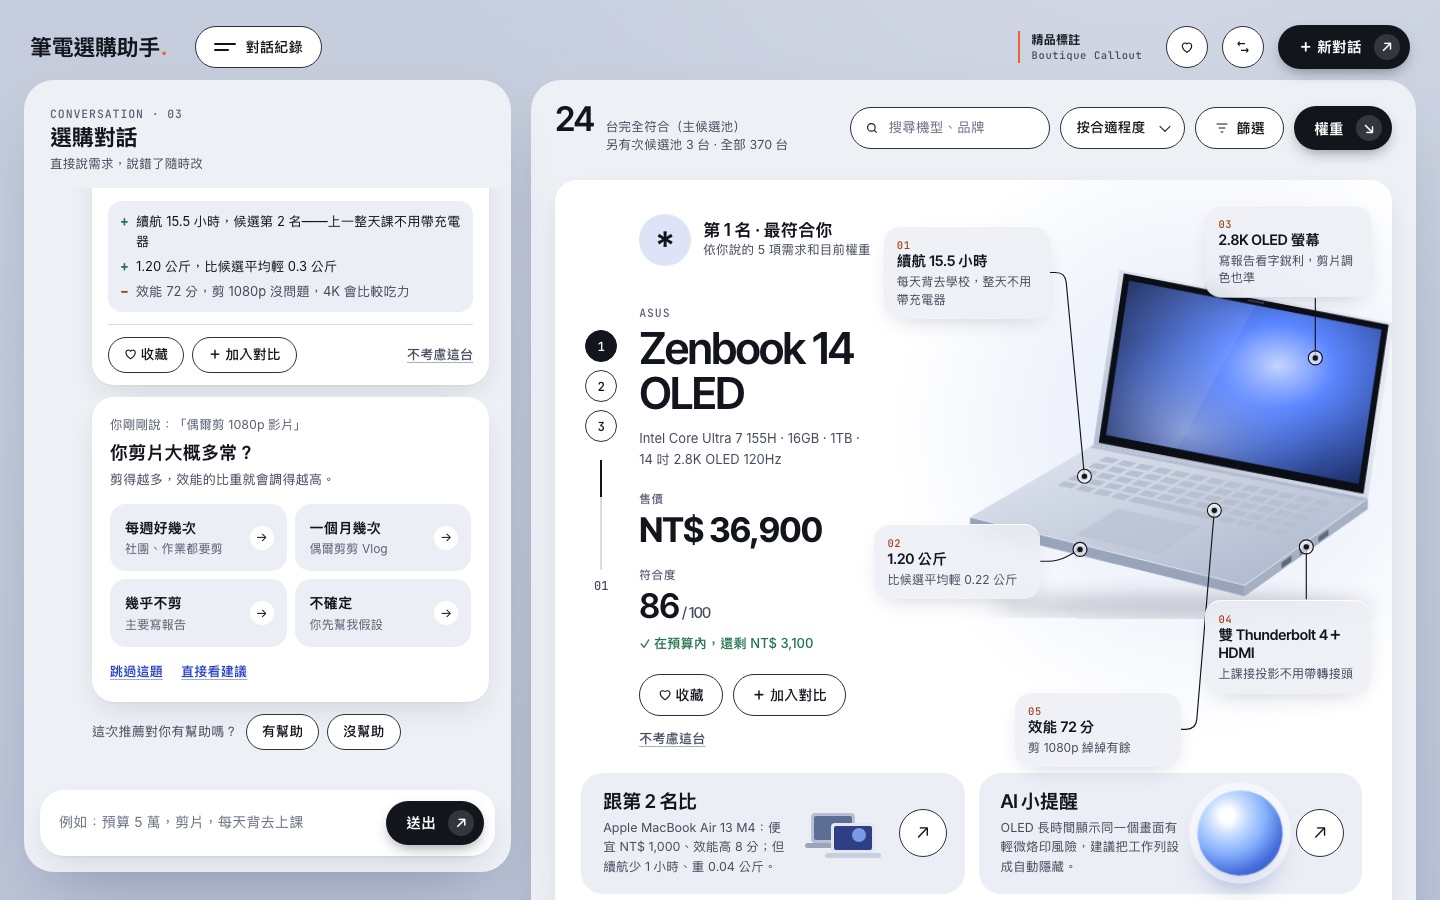 筆電選購助手.
對話紀錄
精品標註
Boutique Callout
+ 新對話
CONVERSATION · 03
選購對話
直接說需求，說錯了隨時改
+ 續航 15.5 小時，候選第 2 名——上一整天課不用帶充電
器
+ 1.20 公斤，比候選平均輕 0.3 公斤
− 效能 72 分，剪 1080p 沒問題，4K 會比較吃力
收藏
+ 加入對比
不考慮這台
你剛剛說：「偶爾剪 1080p 影片」
你剪片大概多常？
剪得越多，效能的比重就會調得越高。
每週好幾次
社團、作業都要剪
一個月幾次
偶爾剪剪 Vlog
幾乎不剪
主要寫報告
不確定
你先幫我假設
跳過這題
直接看建議
這次推薦對你有幫助嗎？
有幫助
沒幫助
例如：預算 5 萬，剪片，每天背去上課
送出
24
台完全符合（主候選池）
另有次候選池 3 台 · 全部 370 台
搜尋機型、品牌
按合適程度
篩選
權重
第 1 名 · 最符合你
依你說的 5 項需求和目前權重
1
2
3
01
ASUS
Zenbook 14
OLED
Intel Core Ultra 7 155H · 16GB · 1TB ·
14 吋 2.8K OLED 120Hz
售價
NT$ 36,900
符合度
86 / 100
✓ 在預算內，還剩 NT$ 3,100
收藏
+ 加入對比
不考慮這台
01
續航 15.5 小時
每天背去學校，整天不用
帶充電器
03
2.8K OLED 螢幕
寫報告看字銳利，剪片調
色也準
02
1.20 公斤
比候選平均輕 0.22 公斤
04
雙 Thunderbolt 4＋
HDMI
上課接投影不用帶轉接頭
05
效能 72 分
剪 1080p 綽綽有餘
跟第 2 名比
Apple MacBook Air 13 M4：便
宜 NT$ 1,000、效能高 8 分；但
續航少 1 小時、重 0.04 公斤。
AI 小提醒
OLED 長時間顯示同一個畫面有
輕微烙印風險，建議把工作列設
成自動隱藏。